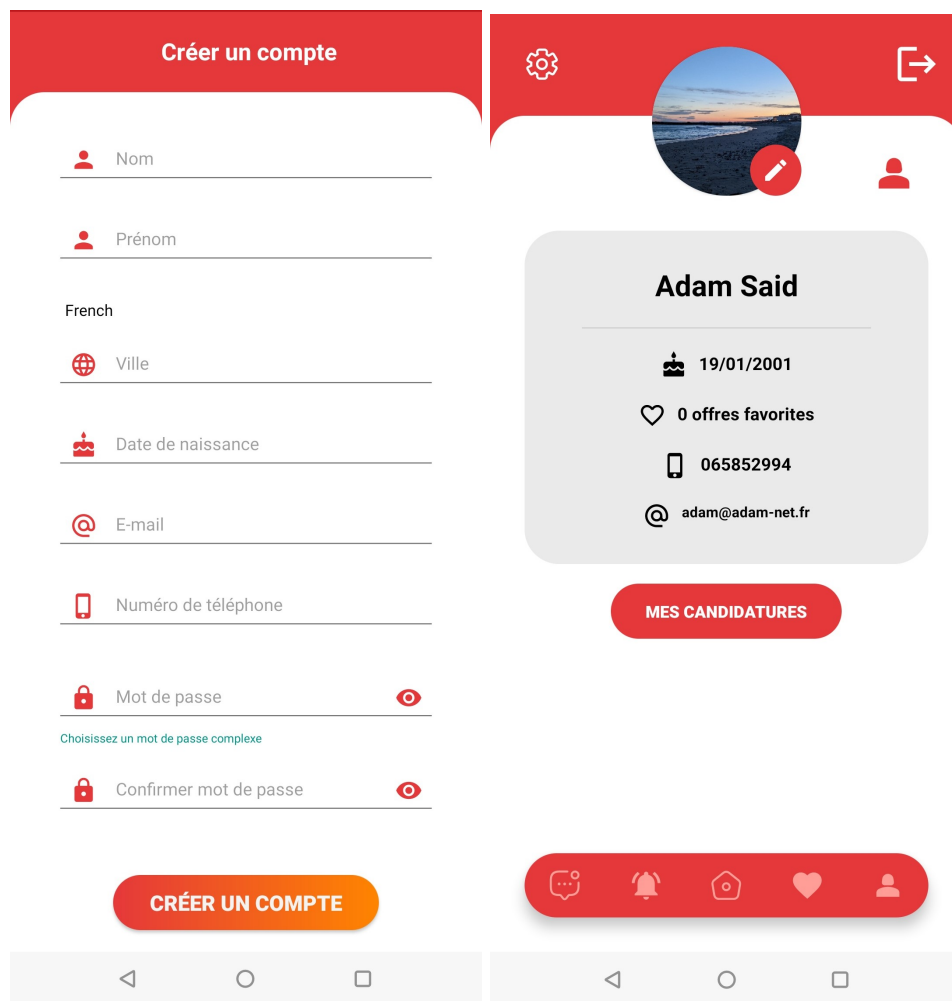 Créer un compte
Nom
Prénom
French
Ville
Date de naissance
E-mail
Numéro de téléphone
Mot de passe
Choisissez un mot de passe complexe
Confirmer mot de passe
CRÉER UN COMPTE
Adam Said
19/01/2001
0 offres favorites
065852994
adam@adam-net.fr
MES CANDIDATURES